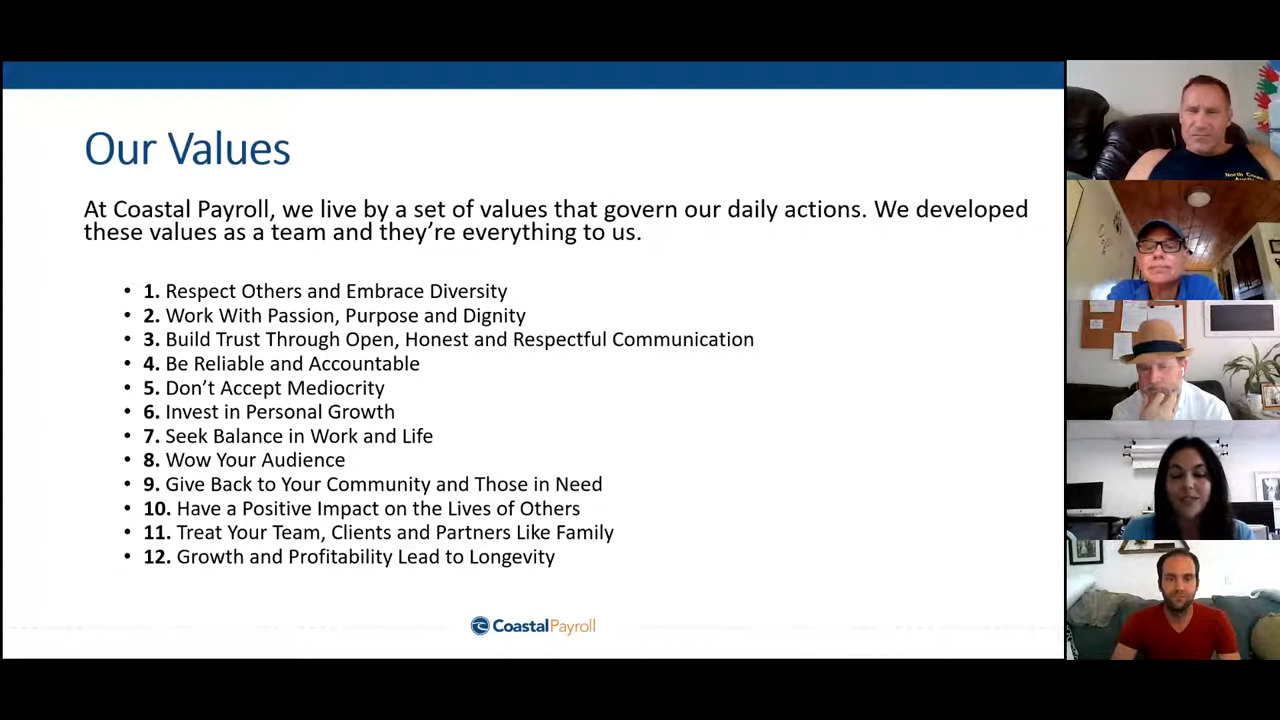 Our Values
At Coastal Payroll, we live by a set of values that govern our daily actions. We developed
these values as a team and they’re everything to us.
• 1. Respect Others and Embrace Diversity
• 2. Work With Passion, Purpose and Dignity
• 3. Build Trust Through Open, Honest and Respectful Communication
• 4. Be Reliable and Accountable
• 5. Don’t Accept Mediocrity
• 6. Invest in Personal Growth
• 7. Seek Balance in Work and Life
• 8. Wow Your Audience
• 9. Give Back to Your Community and Those in Need
• 10. Have a Positive Impact on the Lives of Others
• 11. Treat Your Team, Clients and Partners Like Family
• 12. Growth and Profitability Lead to Longevity
CoastalPayroll
North